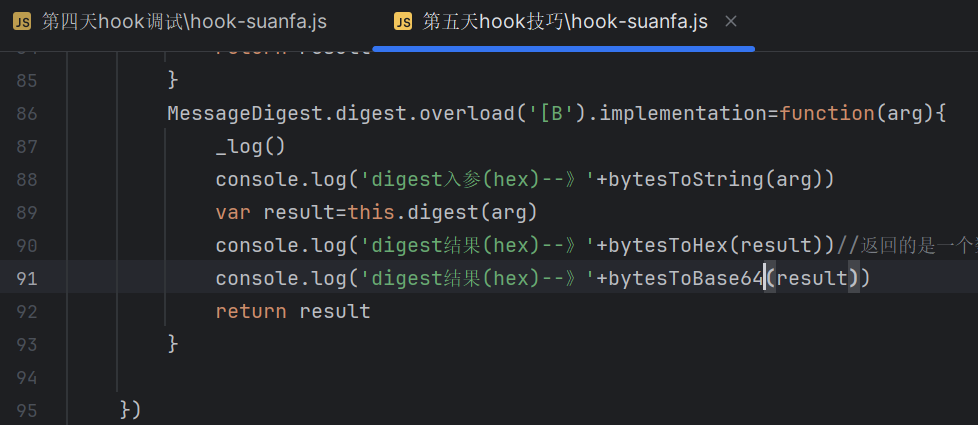 JS 第四天hook调试\hook-suanfa.js JS 第五天hook技巧\hook-suanfa.js ×
85 }
86 MessageDigest.digest.overload('[B').implementation=function(arg){
87 _log()
88 console.log('digest入参(hex)--》'+bytesToString(arg))
89 var result=this.digest(arg)
90 console.log('digest结果(hex)--》'+bytesToHex(result))//返回的是一个
91 console.log('digest结果(hex)--》'+bytesToBase64(result))
92 return result
93 }
94
95 })